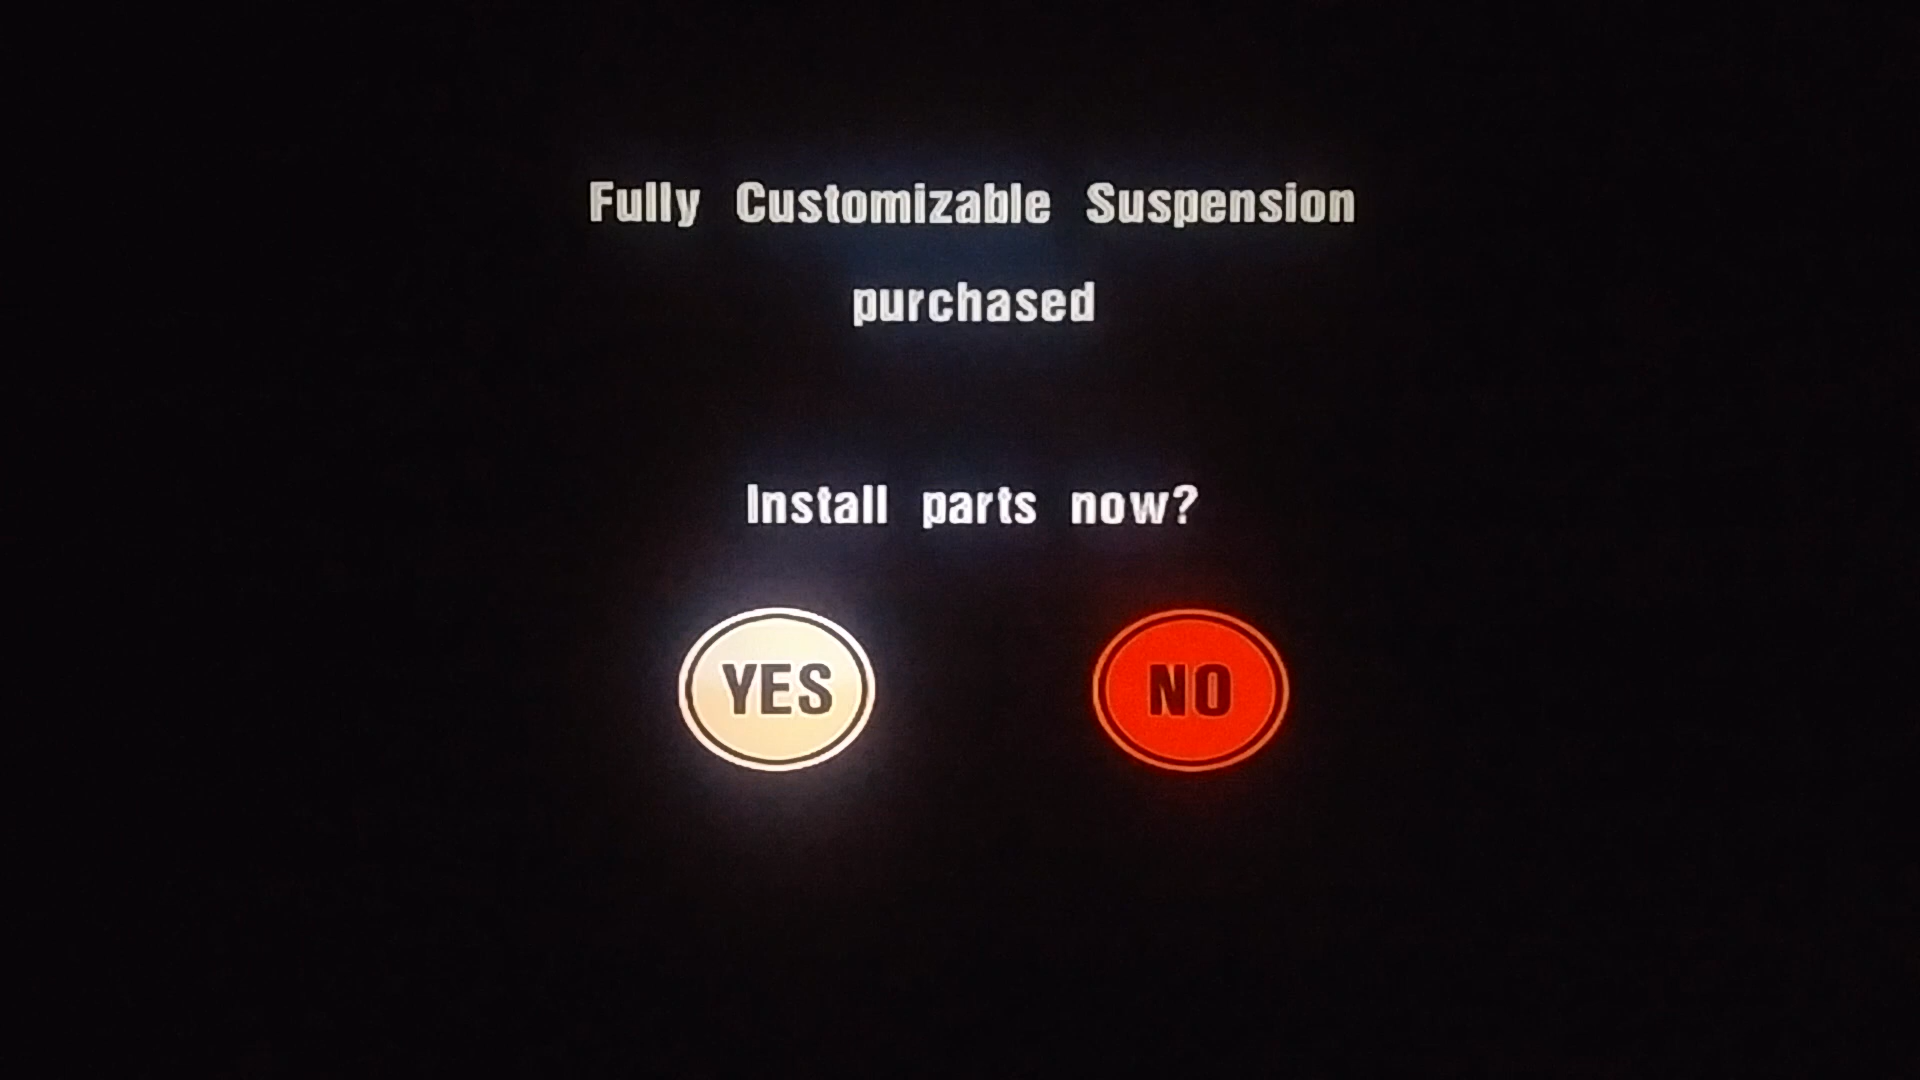 Fully Customizable Suspension
purchased
Install parts now?
YES NO